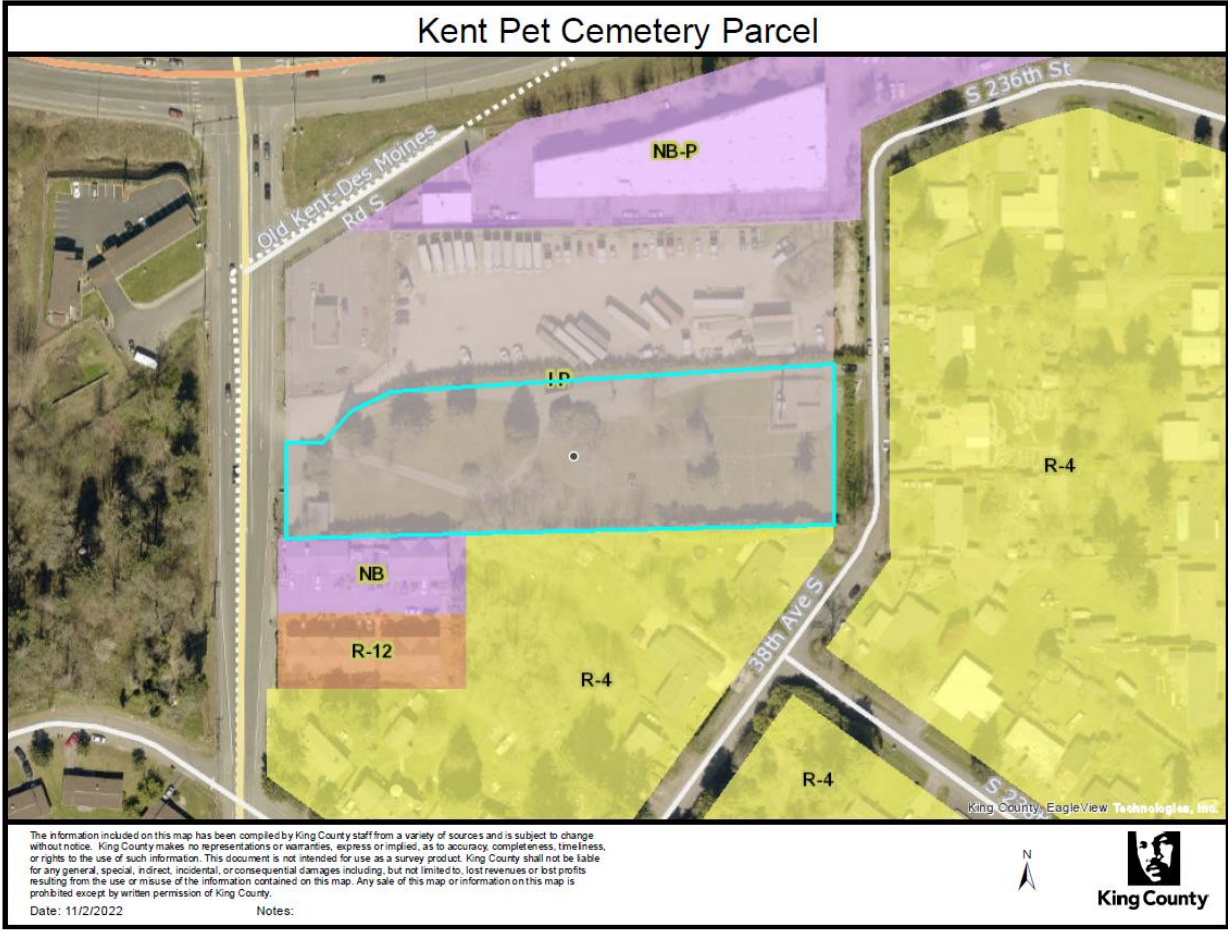 Kent Pet Cemetery Parcel
S 236th St
NB-P
Old Kent-Des Moines
Rd S
I-P
R-4
NB
R-12
38th Ave S
R-4
R-4
King County, EagleView Technologies, Inc.
The information included on this map has been compiled by King County staff from a variety of sources and is subject to change
without notice. King County makes no representations or warranties, express or implied, as to accuracy, completeness, timeliness,
or rights to the use of such information. This document is not intended for use as a survey product. King County shall not be liable
for any general, special, indirect, incidental, or consequential damages including, but not limited to, lost revenues or lost profits
resulting from the use or misuse of the information contained on this map. Any sale of this map or information on this map is
prohibited except by written permission of King County.
Date: 11/2/2022
Notes:
N
King County